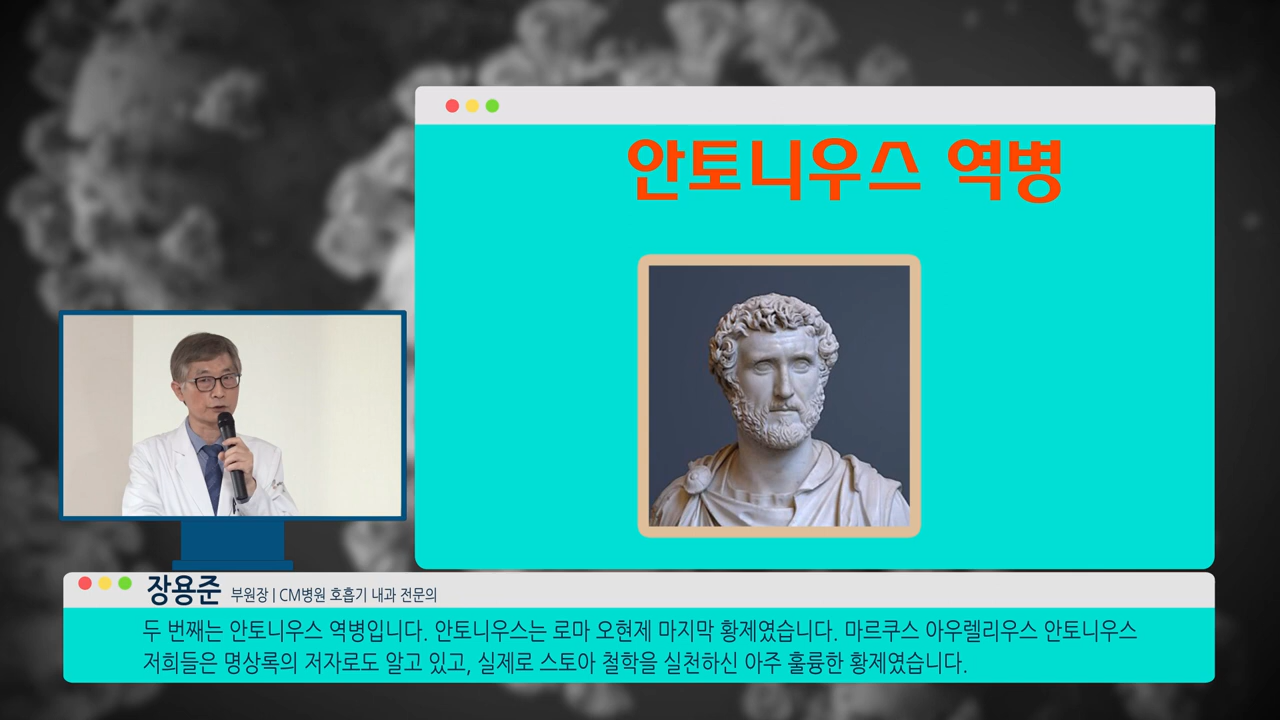 안토니우스 역병
장용준 부원장 | CM병원 호흡기 내과 전문의
두 번째는 안토니우스 역병입니다. 안토니우스는 로마 오현제 마지막 황제였습니다. 마르쿠스 아우렐리우스 안토니우스
저희들은 명상록의 저자로도 알고 있고, 실제로 스토아 철학을 실천하신 아주 훌륭한 황제였습니다.